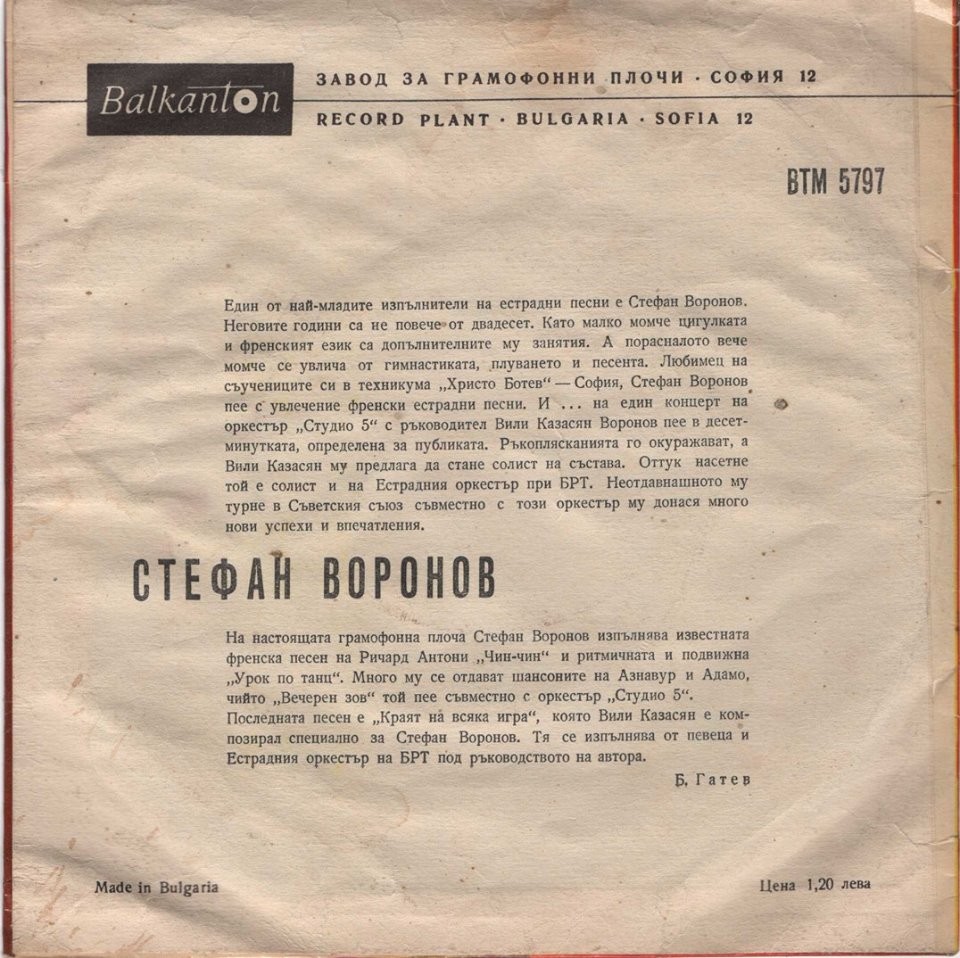 Balkanton
ЗАВОД ЗА ГРАМОФОННИ ПЛОЧИ · СОФИЯ 12
RECORD PLANT · BULGARIA · SOFIA 12
ВТМ 5797
Един от най-младите изпълнители на естрадни песни е Стефан Воронов.
Неговите години са не повече от двадесет. Като малко момче цигулката
и френският език са допълнителните му занятия. А порасналото вече
момче се увлича от гимнастиката, плуването и песента. Любимец на
съучениците си в техникума „Христо Ботев“ — София, Стефан Воронов
пее с увлечение френски естрадни песни. И ... на един концерт на
оркестър „Студио 5“ с ръководител Вили Казасян Воронов пее в десет-
минутката, определена за публиката. Ръкоплясканията го окуражават, а
Вили Казасян му предлага да стане солист на състава. Оттук насетне
той е солист и на Естрадния оркестър при БРТ. Неотдавнашното му
турне в Съветския съюз съвместно с този оркестър му донася много
нови успехи и впечатления.
СТЕФАН ВОРОНОВ
На настоящата грамофонна плоча Стефан Воронов изпълнява известната
френска песен на Ричард Антони „Чин-чин“ и ритмичната и подвижна
„Урок по танц“. Много му се отдават шансоните на Азнавур и Адамо,
чийто „Вечерен зов“ той пее съвместно с оркестър „Студио 5“.
Последната песен е „Краят на всяка игра“, която Вили Казасян е ком-
позирал специално за Стефан Воронов. Тя се изпълнява от певеца и
Естрадния оркестър на БРТ под ръководството на автора.
Б. Гатев
Made in Bulgaria
Цена 1,20 лева